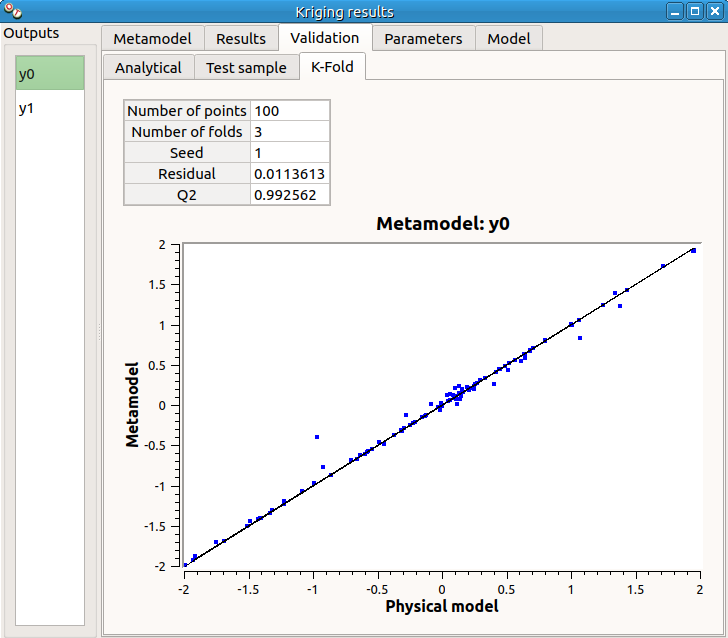 Kriging results
Outputs
y0
y1
Metamodel Results Validation Parameters Model
Analytical Test sample K-Fold
Number of points 100
Number of folds 3
Seed 1
Residual 0.0113613
Q2 0.992562
Metamodel: y0
2
1.5
1
0.5
0
-0.5
-1
-1.5
-2
Metamodel
-2 -1.5 -1 -0.5 0 0.5 1 1.5 2
Physical model